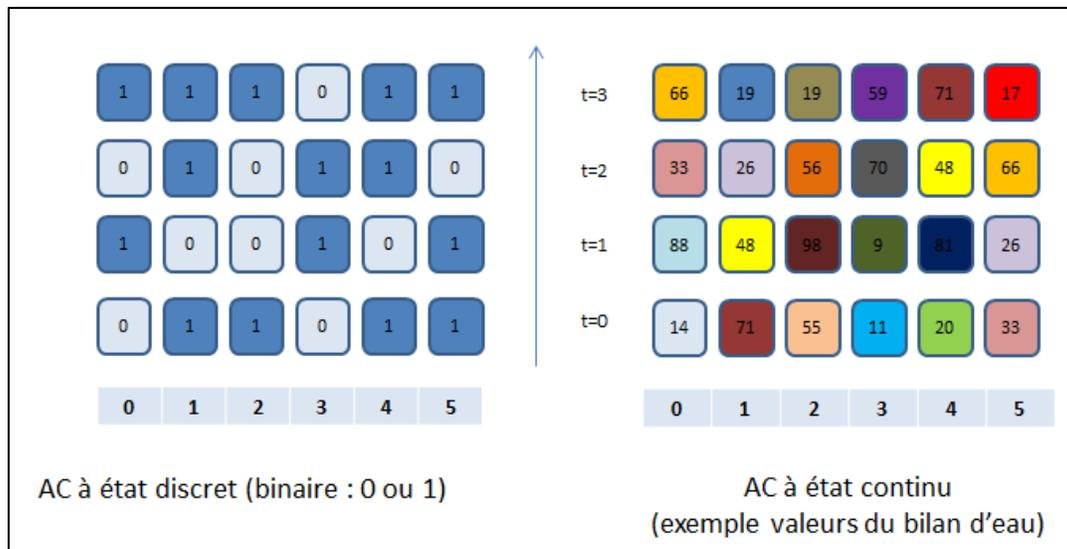 1 1 1 0 1 1
0 1 0 1 1 0
1 0 0 1 0 1
0 1 1 0 1 1
0 1 2 3 4 5
AC à état discret (binaire : 0 ou 1)
t=3 66 19 19 59 71 17
t=2 33 26 56 70 48 66
t=1 88 48 98 9 81 26
t=0 14 71 55 11 20 33
0 1 2 3 4 5
AC à état continu
(exemple valeurs du bilan d'eau)